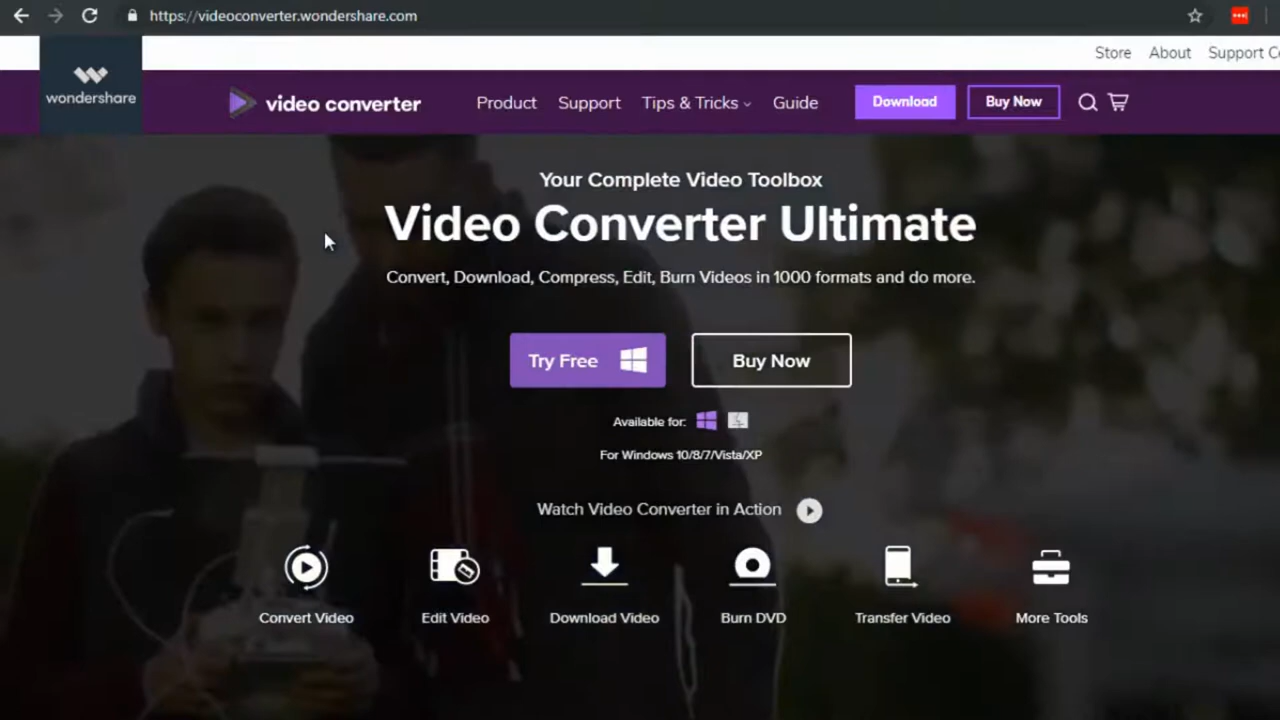 https://videoconverter.wondershare.com
Store About Support C
wondershare
video converter Product Support Tips & Tricks Guide Download Buy Now
Your Complete Video Toolbox
Video Converter Ultimate
Convert, Download, Compress, Edit, Burn Videos in 1000 formats and do more.
Try Free Buy Now
Available for:
For Windows 10/8/7/Vista/XP
Watch Video Converter in Action
Convert Video Edit Video Download Video Burn DVD Transfer Video More Tools